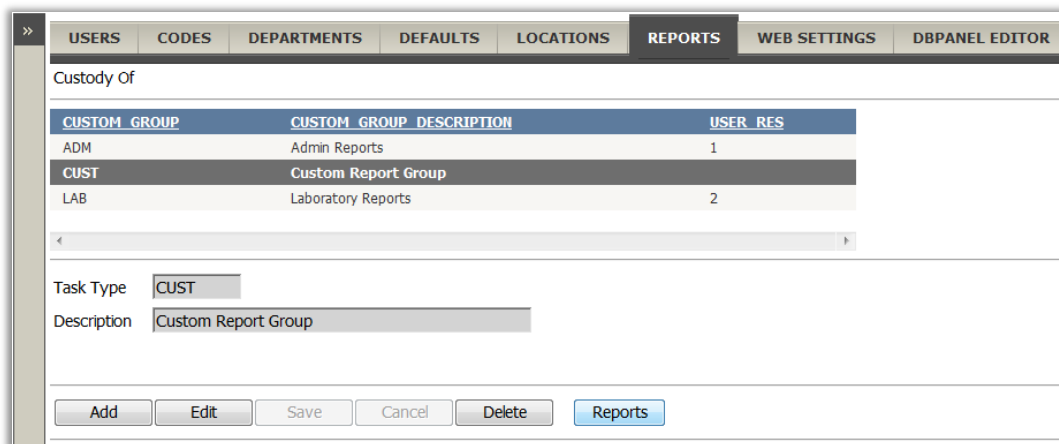 »
USERS CODES DEPARTMENTS DEFAULTS LOCATIONS REPORTS WEB SETTINGS DBPANEL EDITOR
Custody Of
CUSTOM_GROUP CUSTOM_GROUP_DESCRIPTION USER_RES
ADM Admin Reports 1
CUST Custom Report Group
LAB Laboratory Reports 2
Task Type CUST
Description Custom Report Group
Add Edit Save Cancel Delete Reports